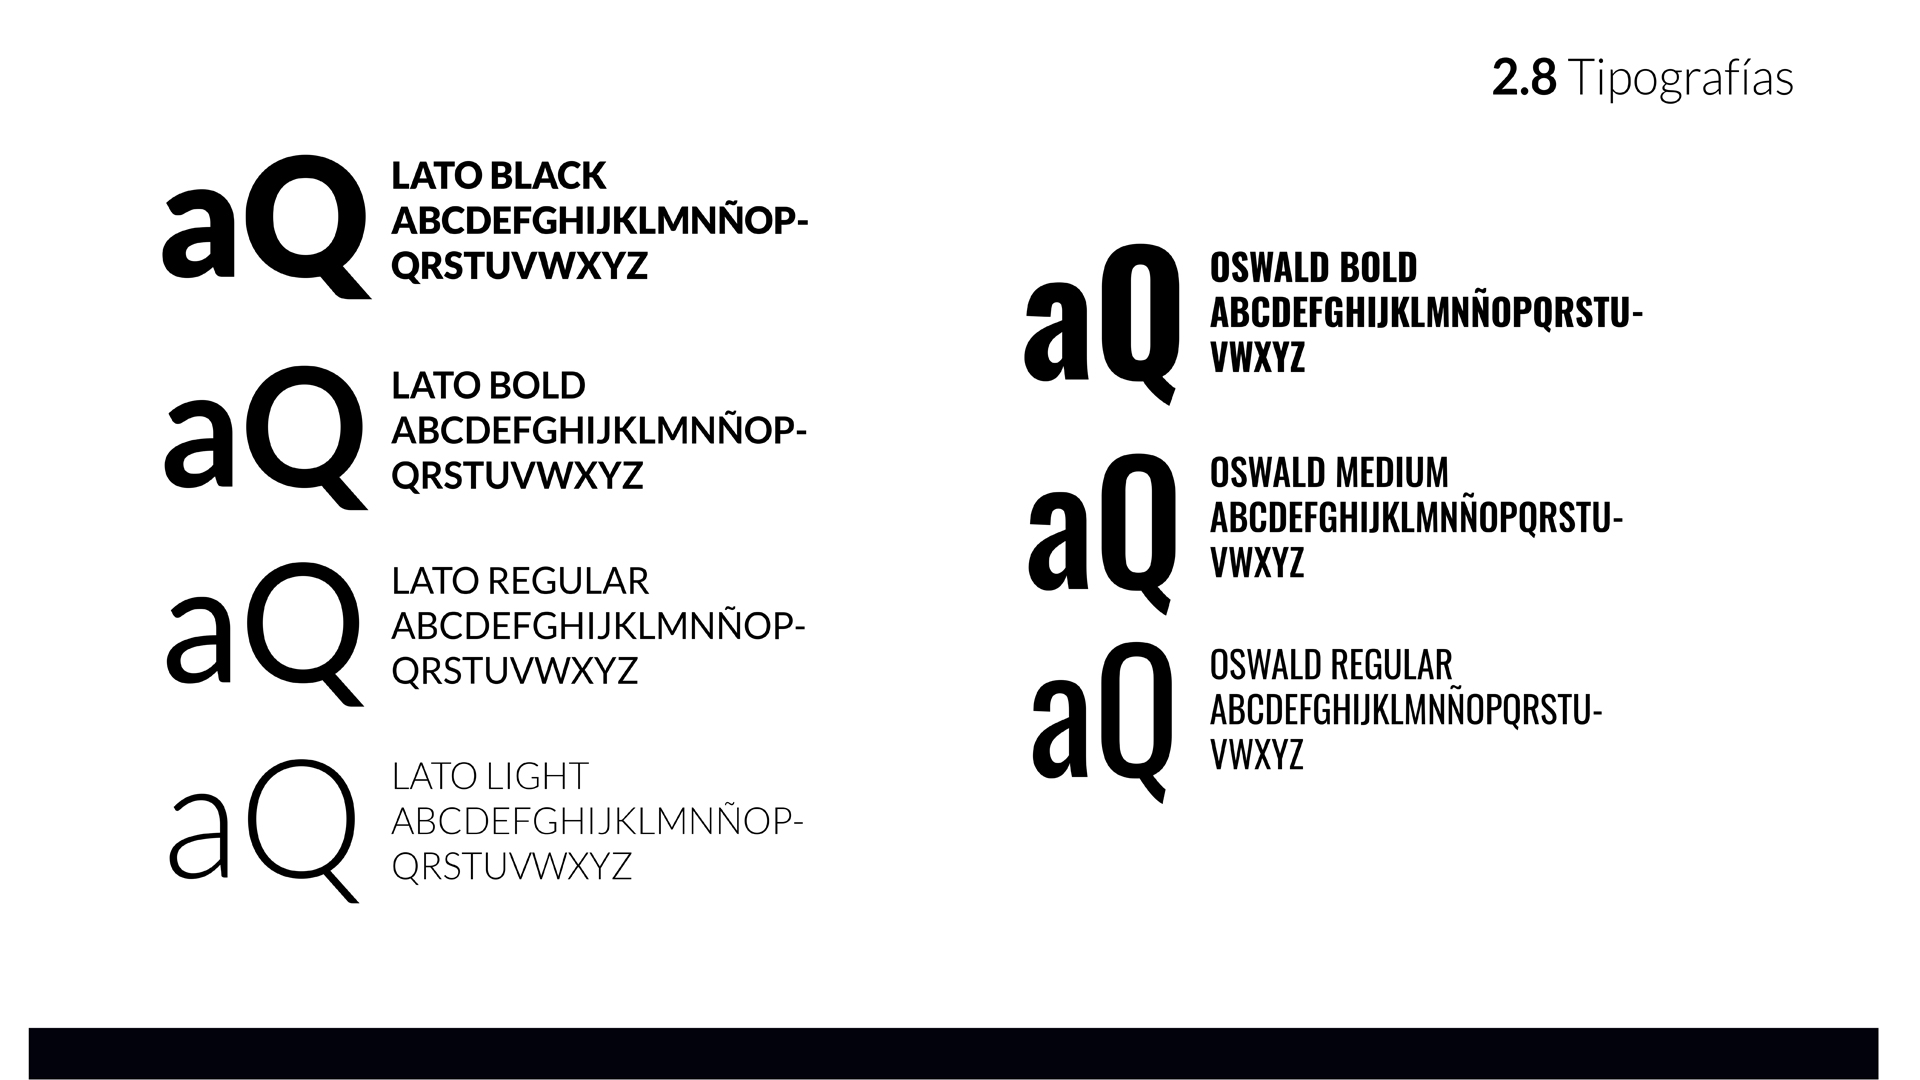 2.8 Tipografías
aQ
LATO BLACK
ABCDEFGHIJKLMNÑOP-
QRSTUVWXYZ
aQ
LATO BOLD
ABCDEFGHIJKLMNÑOP-
QRSTUVWXYZ
aQ
LATO REGULAR
ABCDEFGHIJKLMNÑOP-
QRSTUVWXYZ
aQ
LATO LIGHT
ABCDEFGHIJKLMNÑOP-
QRSTUVWXYZ
aQ
OSWALD BOLD
ABCDEFGHIJKLMNÑOPQRSTU-
VWXYZ
aQ
OSWALD MEDIUM
ABCDEFGHIJKLMNÑOPQRSTU-
VWXYZ
aQ
OSWALD REGULAR
ABCDEFGHIJKLMNÑOPQRSTU-
VWXYZ